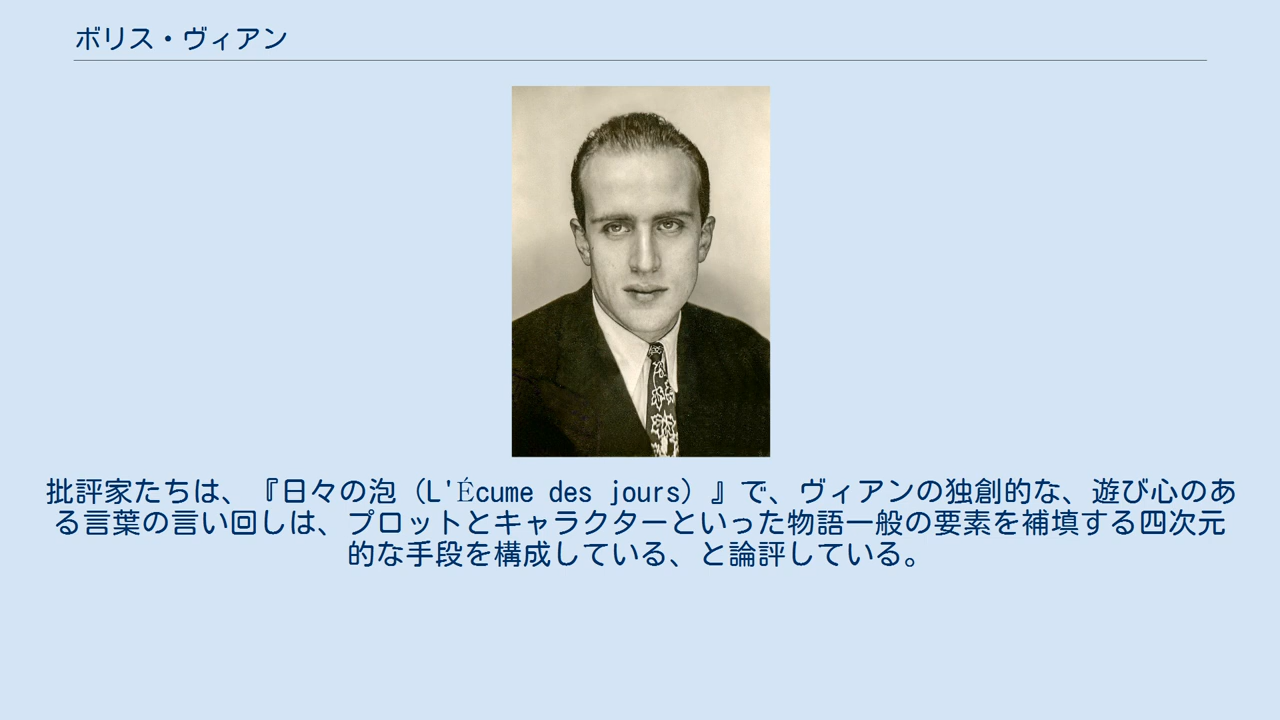 ボリス・ヴィアン
批評家たちは、『日々の泡（L'Écume des jours）』で、ヴィアンの独創的な、遊び心のあ
る言葉の言い回しは、プロットとキャラクターといった物語一般の要素を補填する四次元
的な手段を構成している、と論評している。